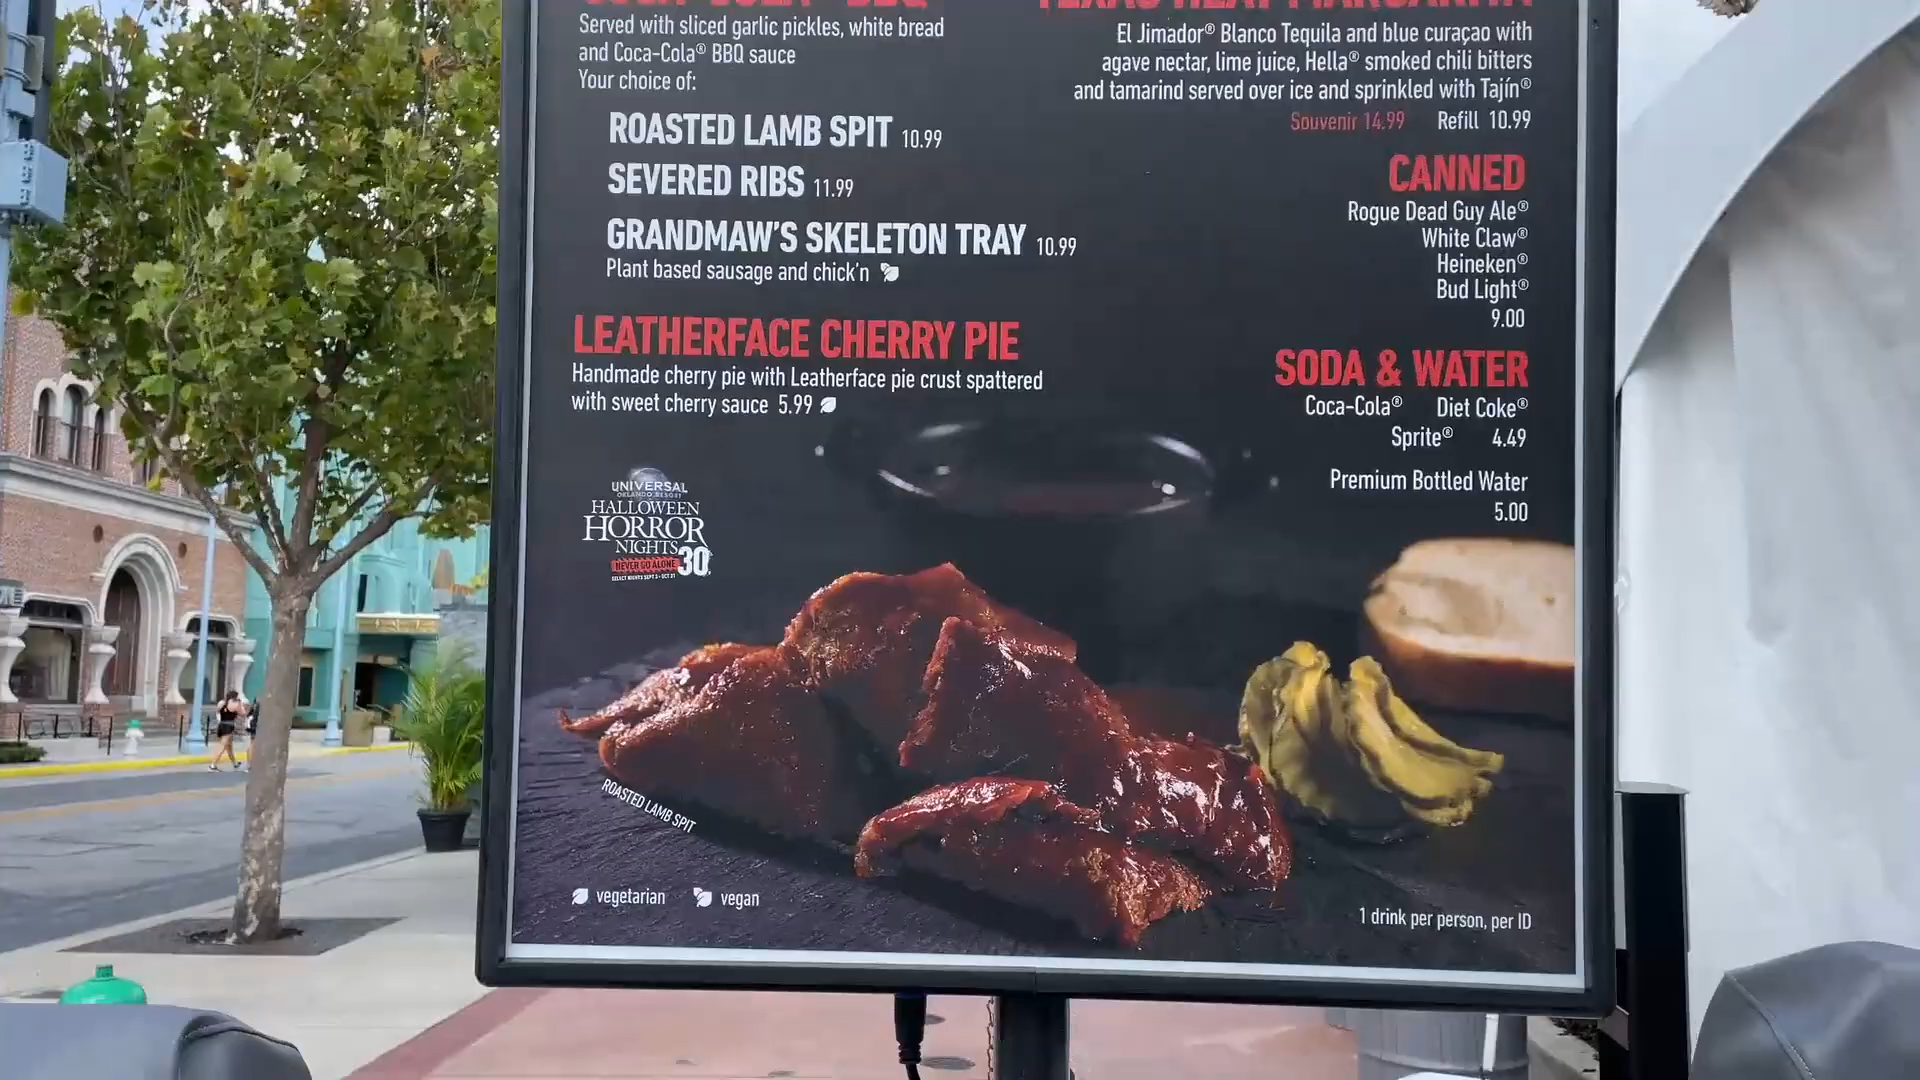 Served with sliced garlic pickles, white bread
and Coca-Cola® BBQ sauce
Your choice of:
ROASTED LAMB SPIT 10.99
SEVERED RIBS 11.99
GRANDMAW'S SKELETON TRAY 10.99
Plant based sausage and chick'n
LEATHERFACE CHERRY PIE
Handmade cherry pie with Leatherface pie crust spattered
with sweet cherry sauce 5.99
UNIVERSAL
ORLANDO RESORT
HALLOWEEN
HORROR
NIGHTS 30
NEVER GO ALONE
SELECT NIGHTS SEPT 3 - OCT 31
ROASTED LAMB SPIT
vegetarian vegan
TEXAS HEAT MARGARITA
El Jimador® Blanco Tequila and blue curaçao with
agave nectar, lime juice, Hella® smoked chili bitters
and tamarind served over ice and sprinkled with Tajín®
Souvenir 14.99 Refill 10.99
CANNED
Rogue Dead Guy Ale®
White Claw®
Heineken®
Bud Light®
9.00
SODA & WATER
Coca-Cola® Diet Coke®
Sprite® 4.49
Premium Bottled Water
5.00
1 drink per person, per ID